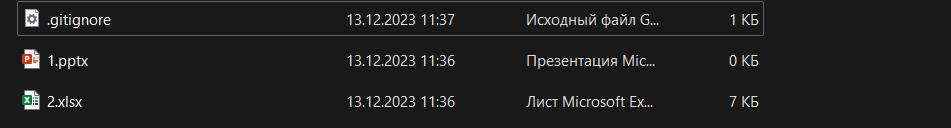 .gitignore 13.12.2023 11:37 Исходный файл G... 1 КБ
1.pptx 13.12.2023 11:36 Презентация Mic... 0 КБ
2.xlsx 13.12.2023 11:36 Лист Microsoft Ex... 7 КБ